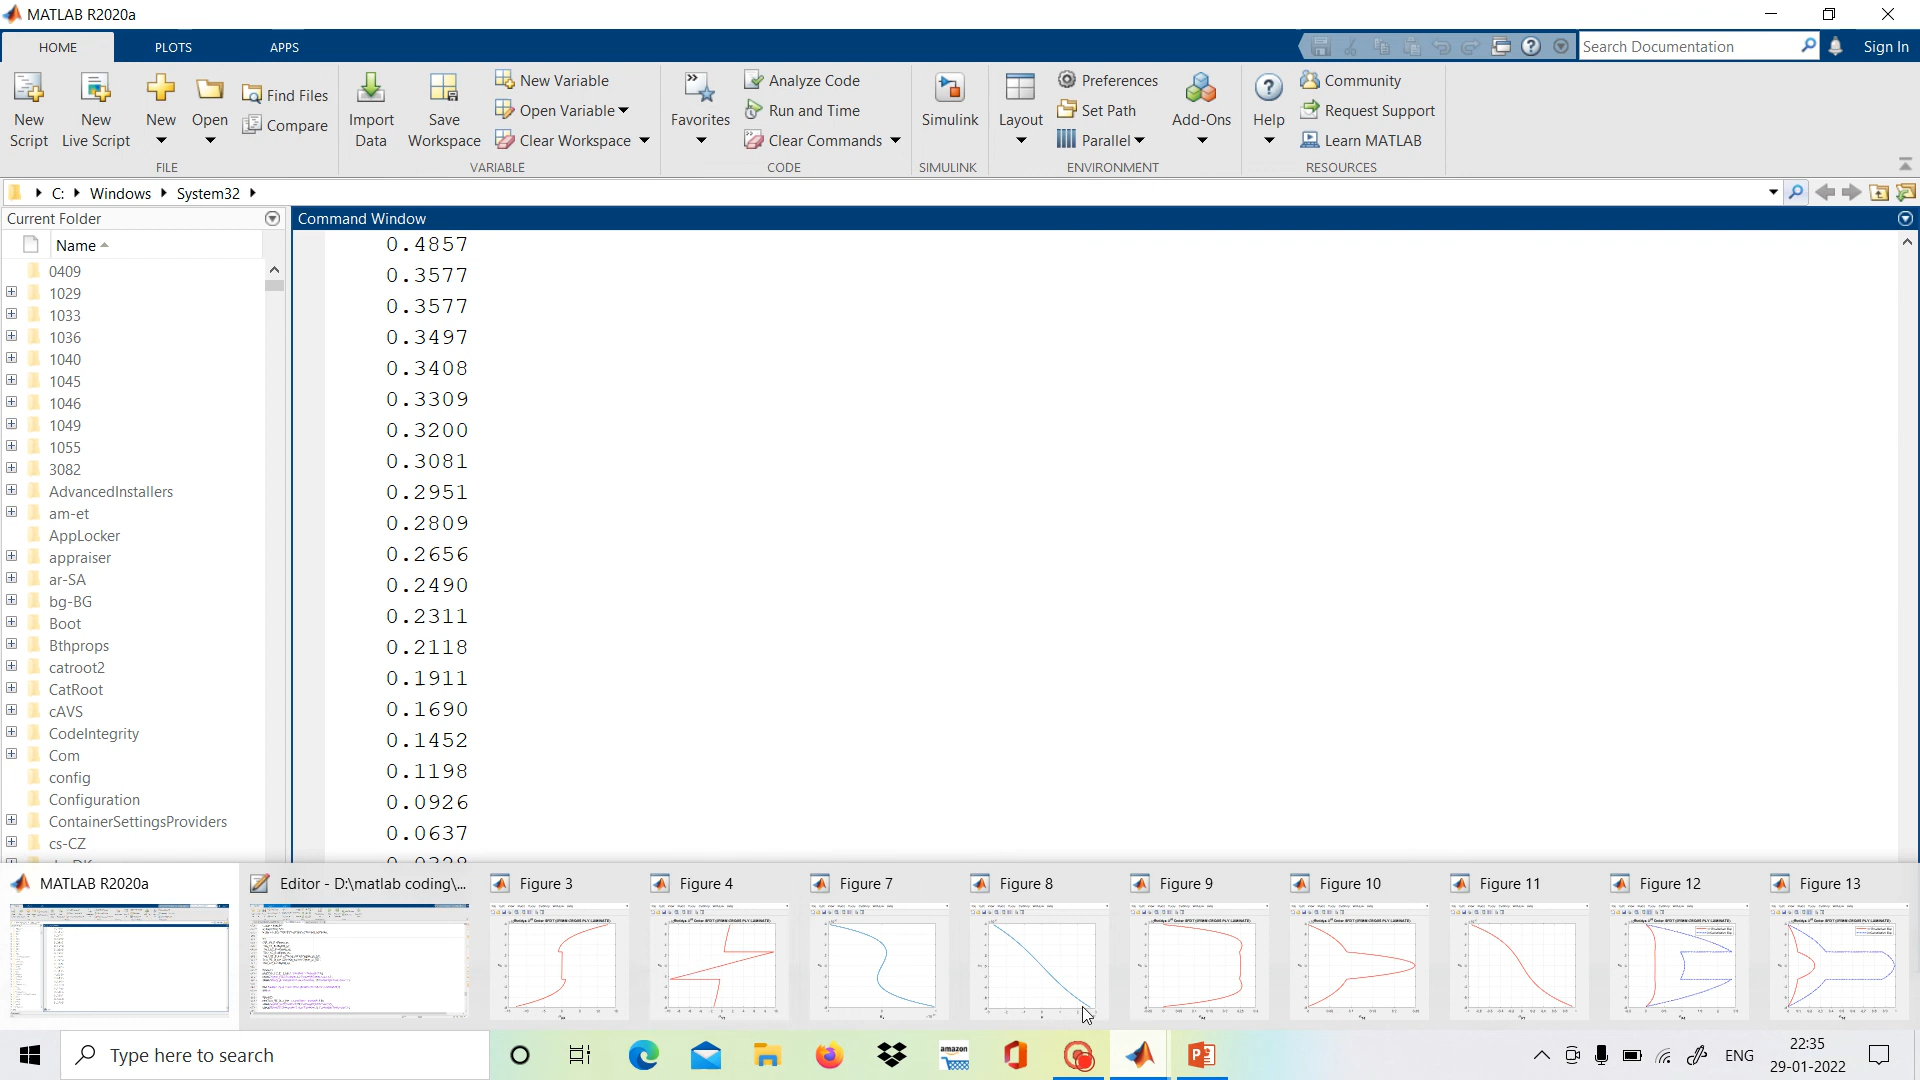 MATLAB R2020a
HOME PLOTS APPS
Search Documentation
Sign In
New Script
New Live Script
New
Open
Find Files
Compare
FILE
Import Data
Save Workspace
New Variable
Open Variable
Clear Workspace
VARIABLE
Favorites
Analyze Code
Run and Time
Clear Commands
CODE
Simulink
SIMULINK
Layout
Preferences
Set Path
Parallel
Add-Ons
ENVIRONMENT
Help
Community
Request Support
Learn MATLAB
RESOURCES
C: Windows System32
Current Folder
Name
0409
1029
1033
1036
1040
1045
1046
1049
1055
3082
AdvancedInstallers
am-et
AppLocker
appraiser
ar-SA
bg-BG
Boot
Bthprops
catroot2
CatRoot
cAVS
CodeIntegrity
Com
config
Configuration
ContainerSettingsProviders
cs-CZ
Command Window
0.4857
0.3577
0.3577
0.3497
0.3408
0.3309
0.3200
0.3081
0.2951
0.2809
0.2656
0.2490
0.2311
0.2118
0.1911
0.1690
0.1452
0.1198
0.0926
0.0637
MATLAB R2020a
Editor - D:\matlab coding\...
Figure 3
Figure 4
Figure 7
Figure 8
Figure 9
Figure 10
Figure 11
Figure 12
Figure 13
Type here to search
amazon
ENG
22:35
29-01-2022